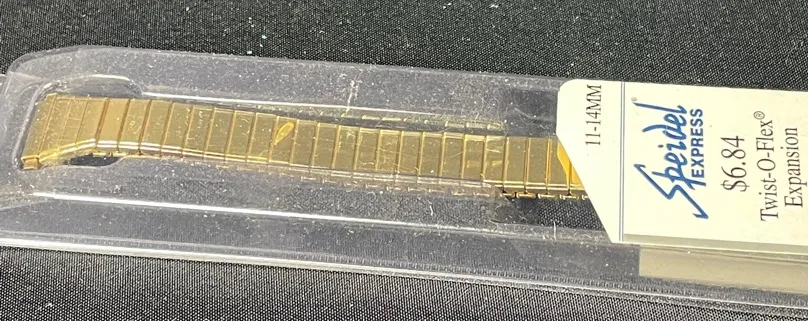 11-14MM
Speidel
EXPRESS
$6.84
Twist-O-Flex®
Expansion